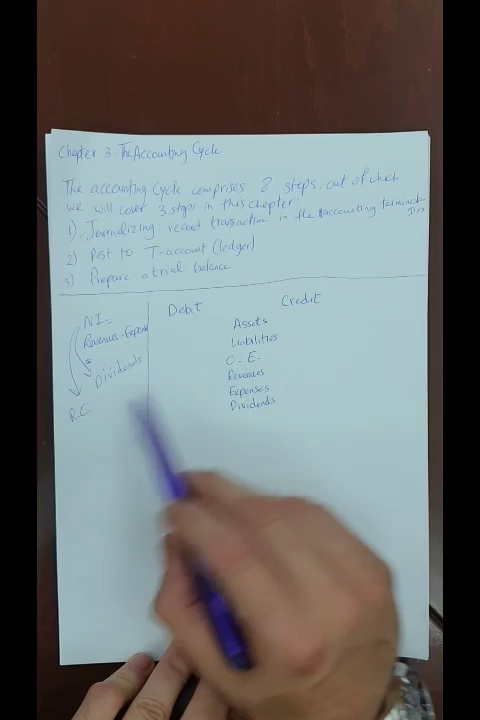 Chapter 3: The Accounting Cycle
The accounting cycle comprises 8 steps, out of which
we will cover 3 steps in this chapter.
1) Journalizing record transaction in the accounting
2) Post to T-account (ledger)
3) Prepare a trial balance
Debit Credit
NI =
Revenues - Expenses
Dividends
Assets
Liabilities
O. E.
Revenues
Expenses
Dividends